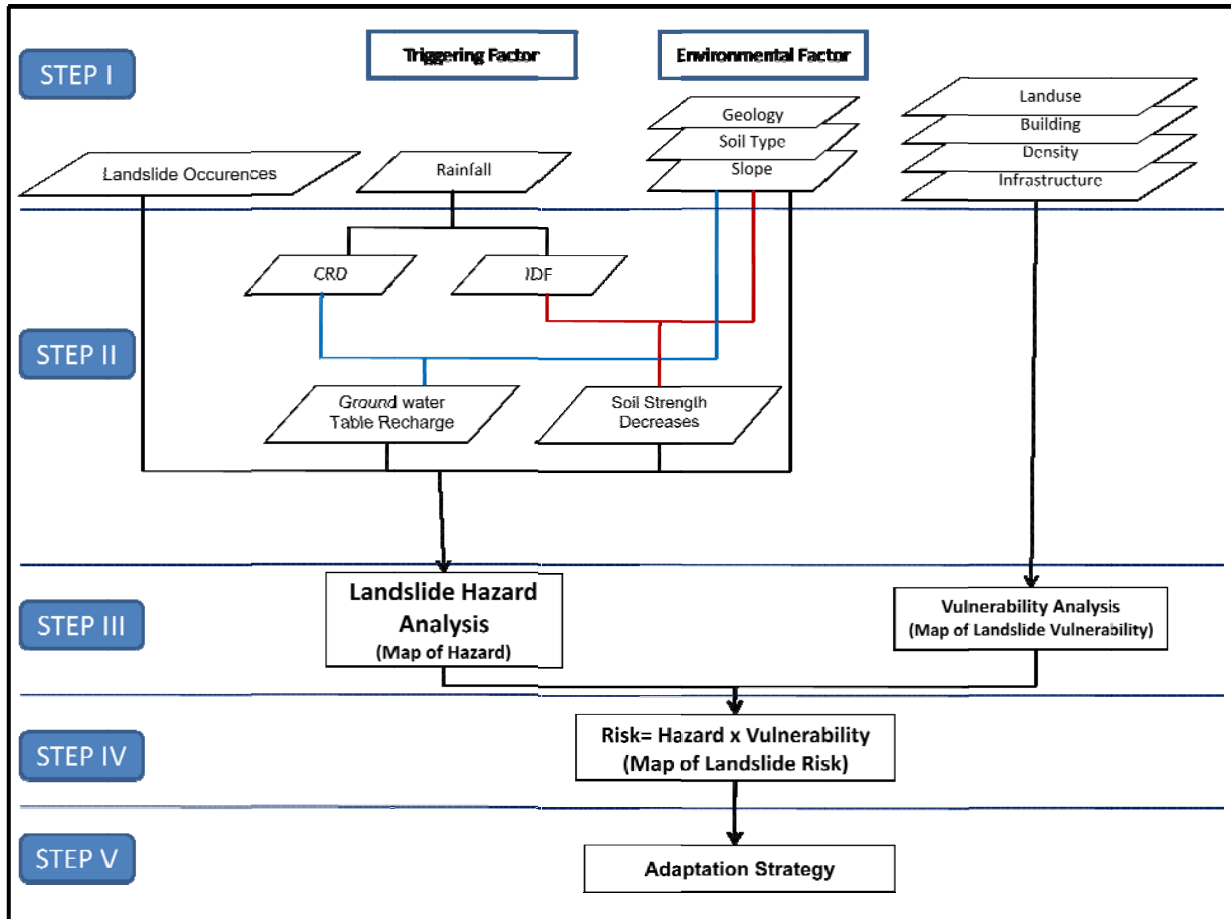 STEP I
Triggering Factor
Environmental Factor
Landslide Occurences
Rainfall
Geology
Soil Type
Slope
Landuse
Building
Density
Infrastructure
STEP II
CRD
IDF
Ground water
Table Recharge
Soil Strength
Decreases
STEP III
Landslide Hazard
Analysis
(Map of Hazard)
Vulnerability Analysis
(Map of Landslide Vulnerability)
STEP IV
Risk= Hazard x Vulnerability
(Map of Landslide Risk)
STEP V
Adaptation Strategy